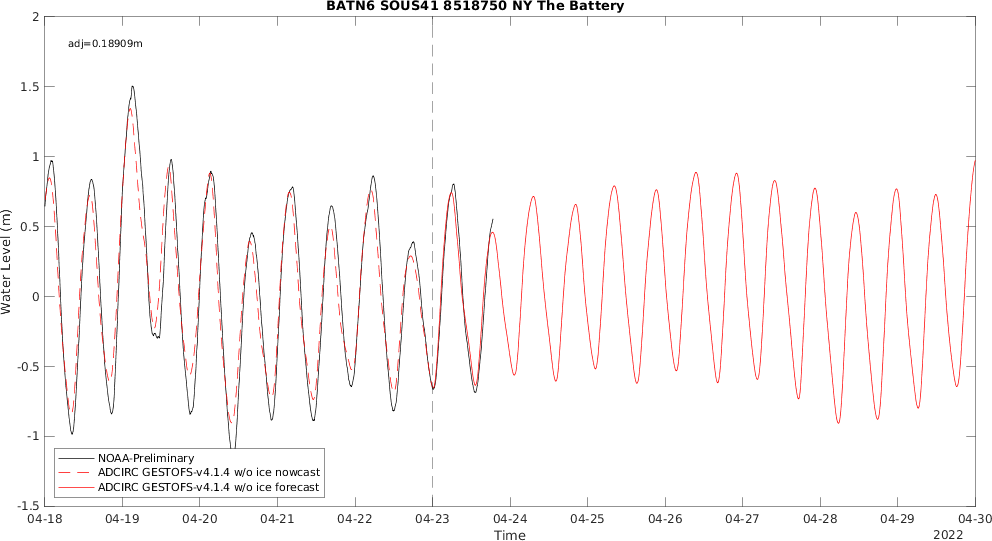 BATN6 SOUS41 8518750 NY The Battery
adj=0.18909m
Water Level (m)
2
1.5
1
0.5
0
-0.5
-1
-1.5
NOAA-Preliminary
ADCIRC GESTOFS-v4.1.4 w/o ice nowcast
ADCIRC GESTOFS-v4.1.4 w/o ice forecast
04-18 04-19 04-20 04-21 04-22 04-23 04-24 04-25 04-26 04-27 04-28 04-29 04-30
Time
2022